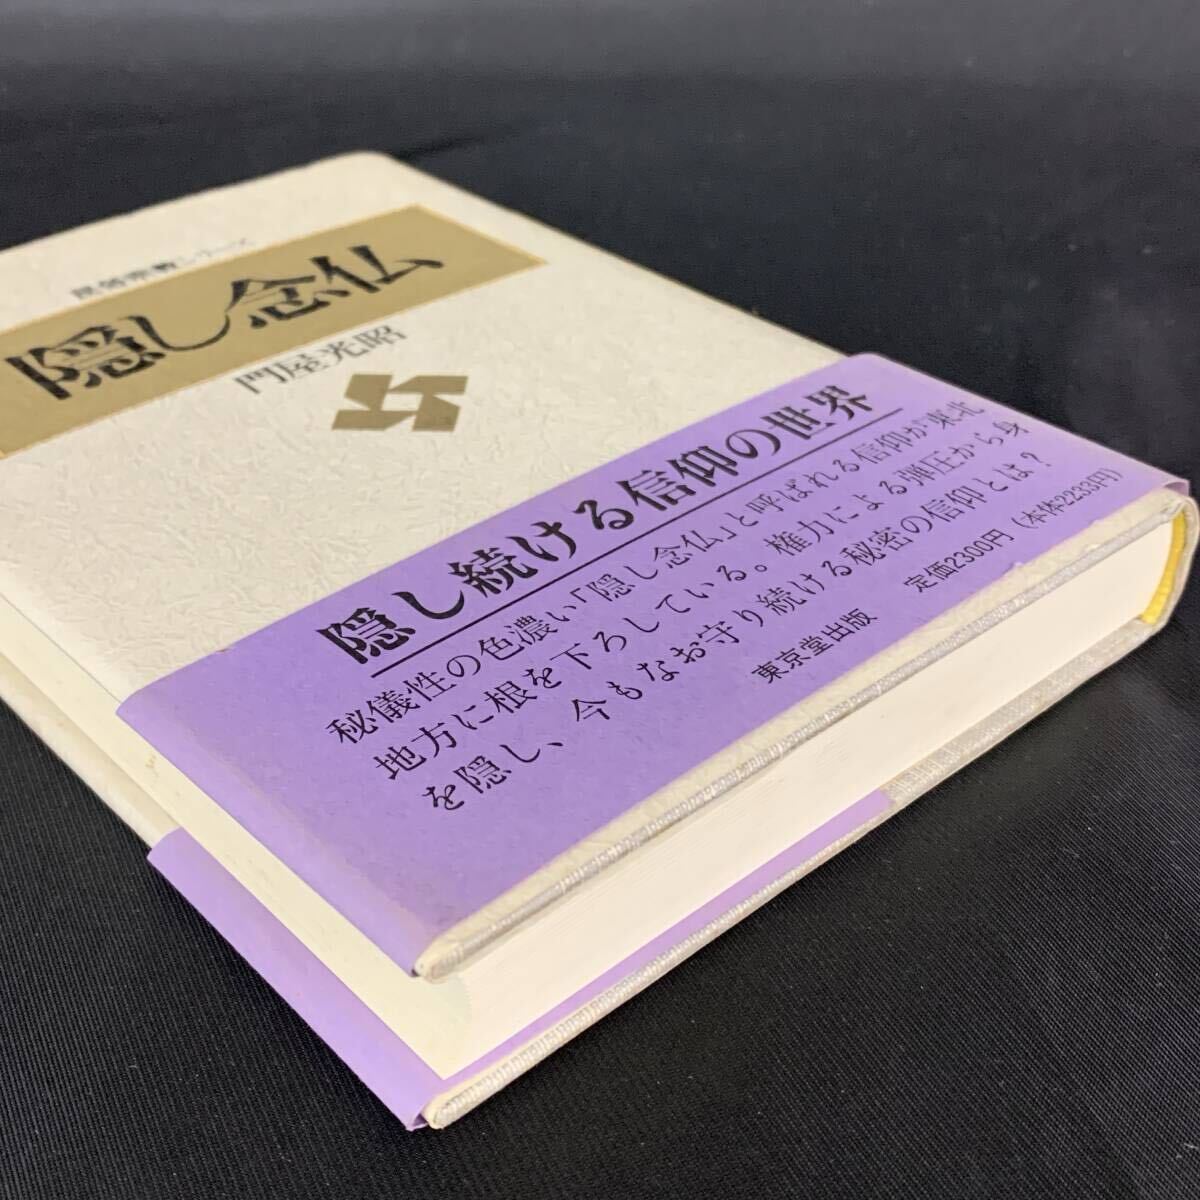 民俗宗教シリーズ
隠し念仏
門屋光昭
隠し続ける信仰の世界
秘儀性の色濃い「隠し念仏」と呼ばれる信仰が東北
地方に根を下ろしている。権力による弾圧から身
を隠し、今もなお守り続ける秘密の信仰とは?
東京堂出版
定価2300円(本体2233円)